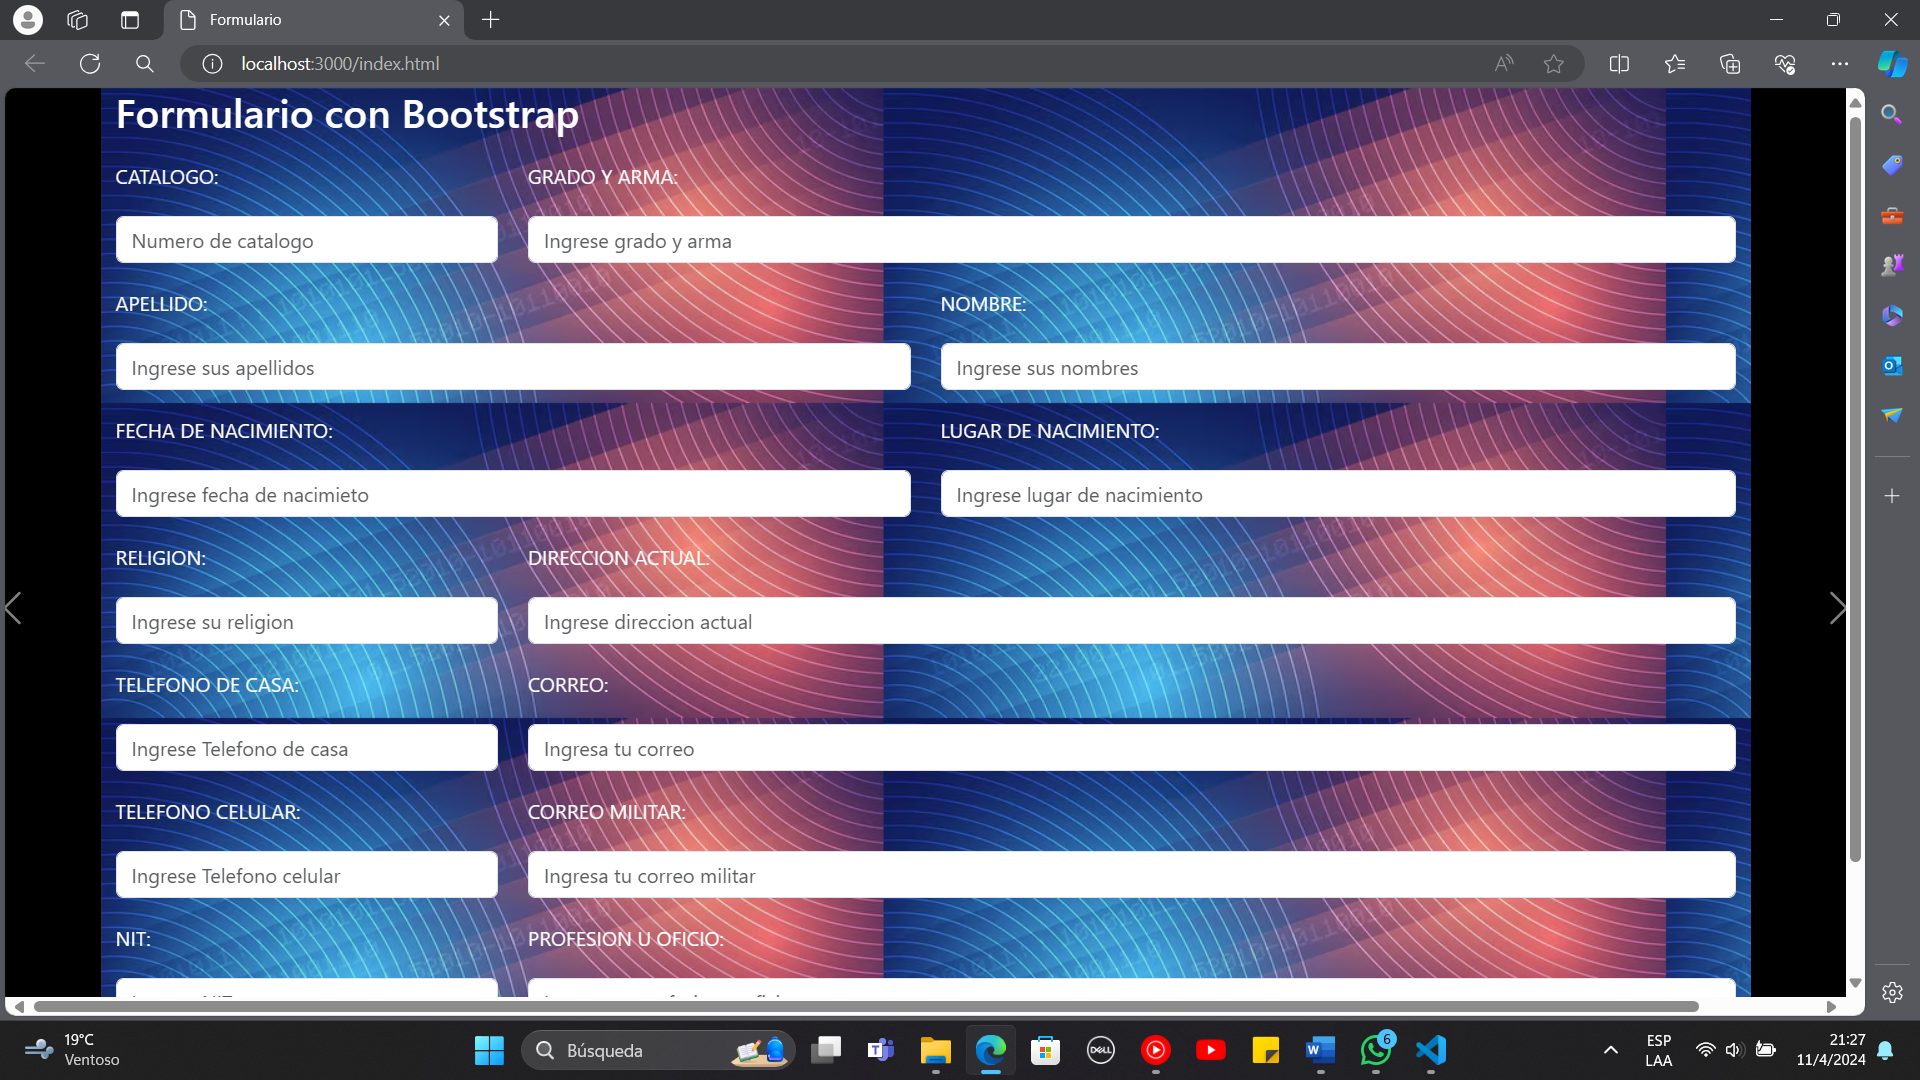 Formulario
localhost:3000/index.html
Formulario con Bootstrap
CATALOGO:
GRADO Y ARMA:
Numero de catalogo
Ingrese grado y arma
APELLIDO:
NOMBRE:
Ingrese sus apellidos
Ingrese sus nombres
FECHA DE NACIMIENTO:
LUGAR DE NACIMIENTO:
Ingrese fecha de nacimieto
Ingrese lugar de nacimiento
RELIGION:
DIRECCION ACTUAL:
Ingrese su religion
Ingrese direccion actual
TELEFONO DE CASA:
CORREO:
Ingrese Telefono de casa
Ingresa tu correo
TELEFONO CELULAR:
CORREO MILITAR:
Ingrese Telefono celular
Ingresa tu correo militar
NIT:
PROFESION U OFICIO:
19°C
Ventoso
Búsqueda
DELL
6
ESP
LAA
21:27
11/4/2024